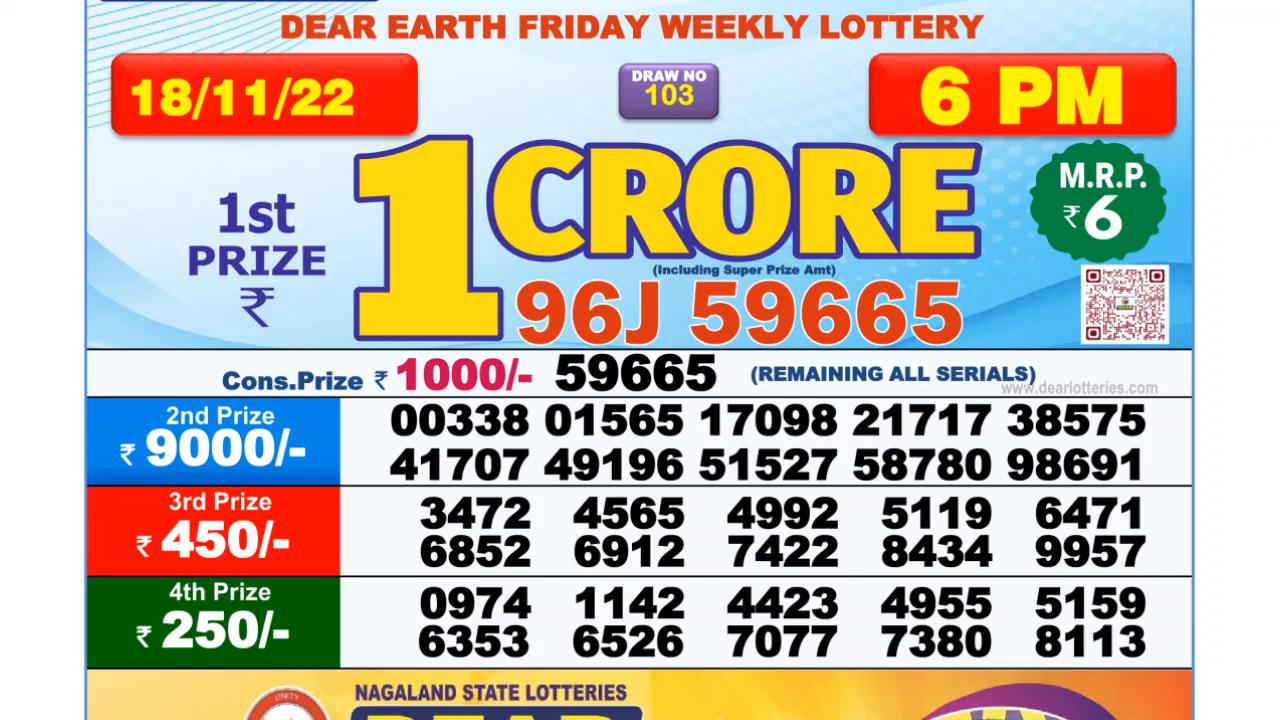 DEAR EARTH FRIDAY WEEKLY LOTTERY
18/11/22
DRAW NO
103
6 PM
1st
PRIZE
₹
1 CRORE
(Including Super Prize Amt)
96J 59665
M.R.P.
₹ 6
Cons.Prize ₹ 1000/- 59665 (REMAINING ALL SERIALS)
www.dearlotteries.com
2nd Prize
₹ 9000/-
00338 01565 17098 21717 38575
41707 49196 51527 58780 98691
3rd Prize
₹ 450/-
3472 4565 4992 5119 6471
6852 6912 7422 8434 9957
4th Prize
₹ 250/-
0974 1142 4423 4955 5159
6353 6526 7077 7380 8113
UNITY
NAGALAND STATE LOTTERIES
DEAR